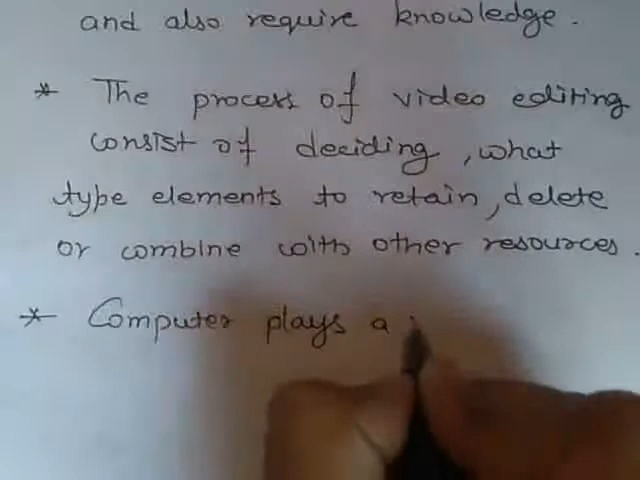 and also require knowledge.
* The process of video editing
consist of deciding, what
type elements to retain, delete
or combine with other resources.
* Computer plays a